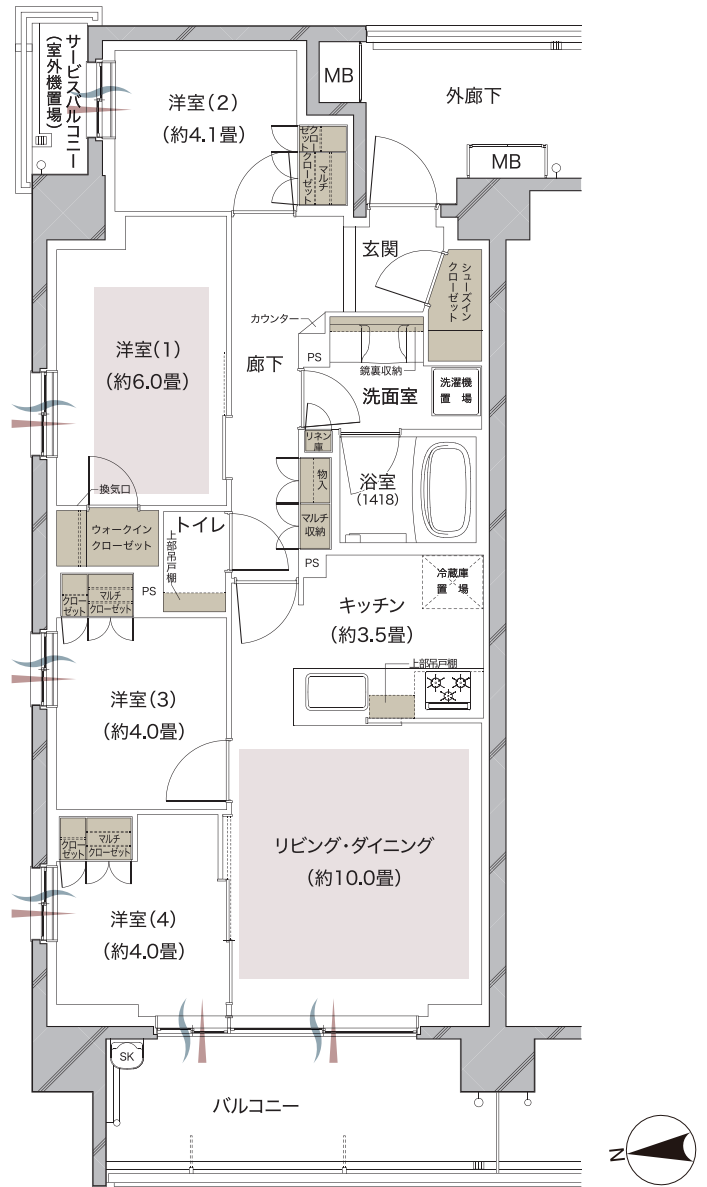 サービスバルコニー
（室外機置場）
洋室（2）
（約4.1畳）
MB
外廊下
MB
クロー
ゼット
マルチ
クローゼット
玄関
シューズイン
クローゼット
カウンター
PS
洋室（1）
（約6.0畳）
廊下
鏡裏収納
洗面室
洗濯機
置場
リネン
庫
物入
浴室
（1418）
マルチ
収納
換気口
ウォークイン
クローゼット
トイレ
上部吊戸棚
PS
PS
クロー
ゼット
マルチ
クローゼット
冷蔵庫
置場
キッチン
（約3.5畳）
上部吊戸棚
洋室（3）
（約4.0畳）
クロー
ゼット
マルチ
クローゼット
リビング・ダイニング
（約10.0畳）
洋室（4）
（約4.0畳）
SK
バルコニー
N